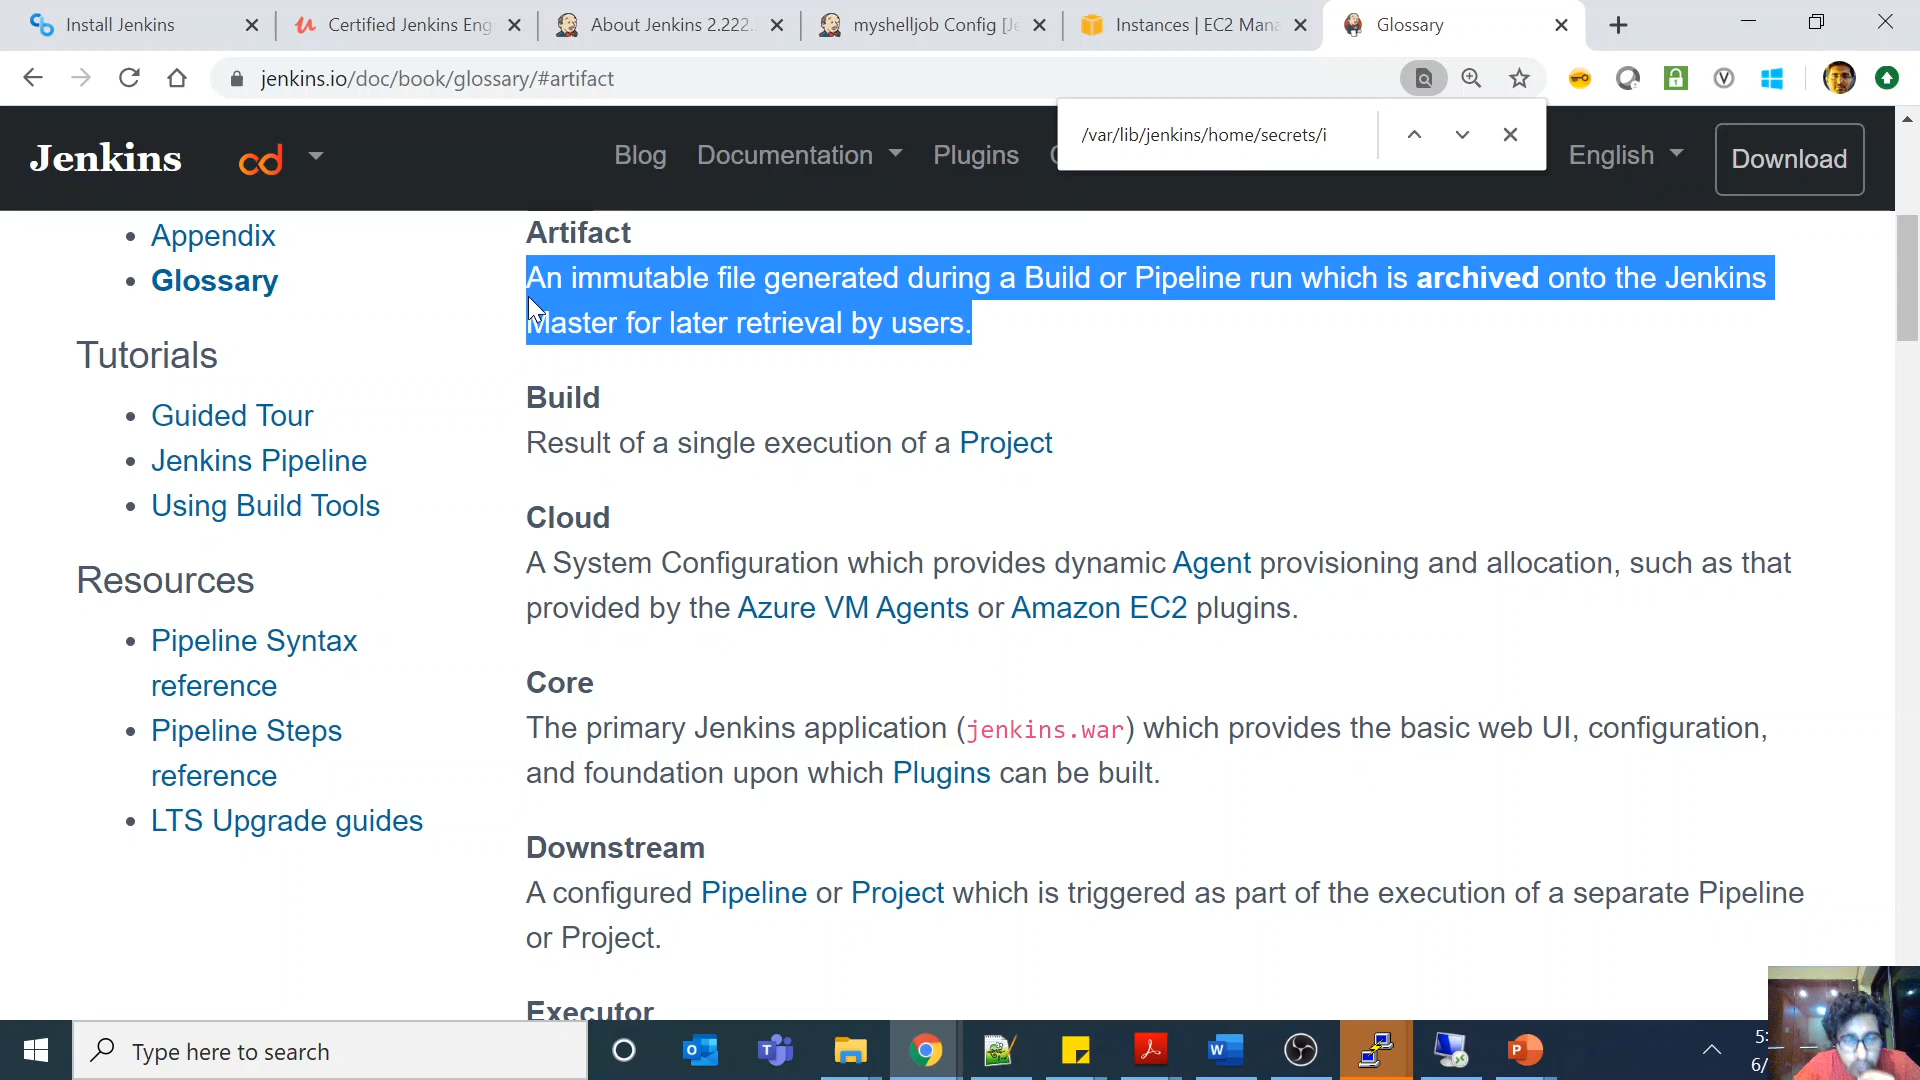 Install Jenkins
Certified Jenkins Eng
About Jenkins 2.222.
myshelljob Config [Je
Instances | EC2 Mana
Glossary
jenkins.io/doc/book/glossary/#artifact
/var/lib/jenkins/home/secrets/i
Jenkins
cd
Blog
Documentation
Plugins
English
Download
Appendix
Glossary
Tutorials
Guided Tour
Jenkins Pipeline
Using Build Tools
Resources
Pipeline Syntax
reference
Pipeline Steps
reference
LTS Upgrade guides
Artifact
An immutable file generated during a Build or Pipeline run which is archived onto the Jenkins
Master for later retrieval by users.
Build
Result of a single execution of a Project
Cloud
A System Configuration which provides dynamic Agent provisioning and allocation, such as that
provided by the Azure VM Agents or Amazon EC2 plugins.
Core
The primary Jenkins application (jenkins.war) which provides the basic web UI, configuration,
and foundation upon which Plugins can be built.
Downstream
A configured Pipeline or Project which is triggered as part of the execution of a separate Pipeline
or Project.
Executor
Type here to search
5:
6/